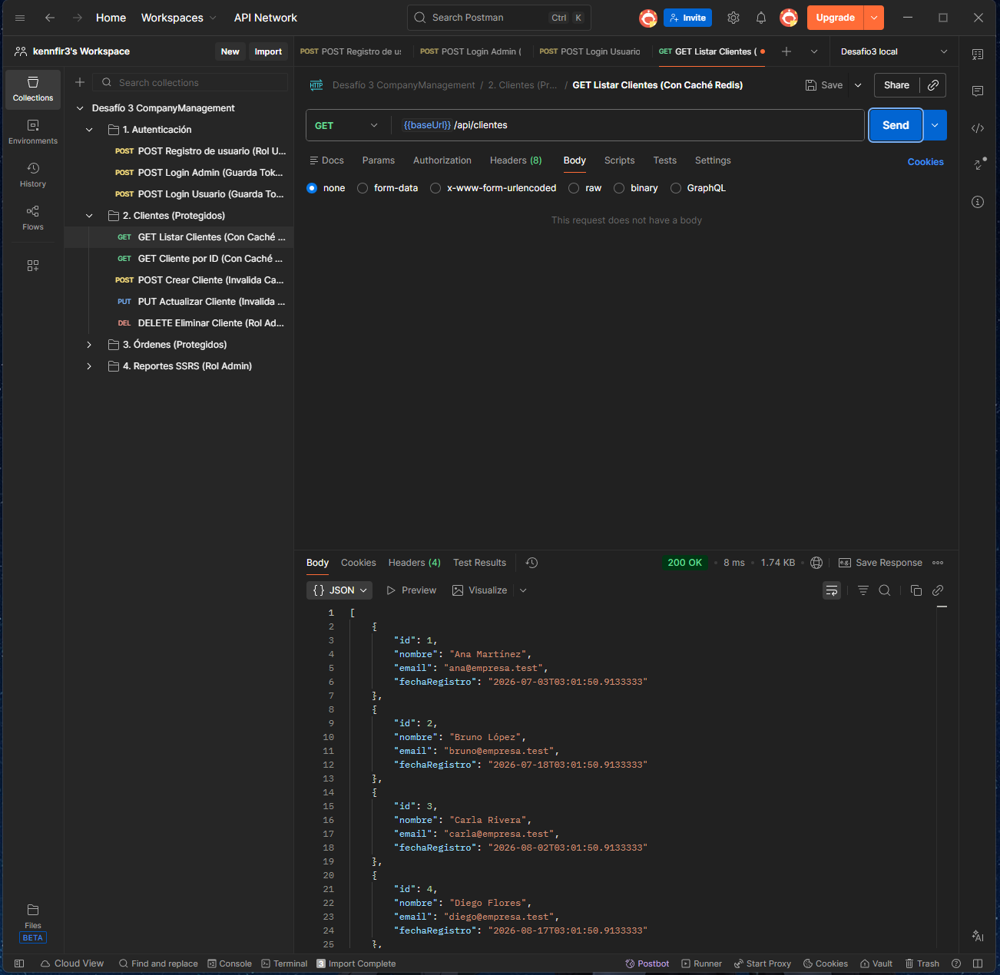 Home Workspaces API Network Search Postman Ctrl K Invite Upgrade
kennfir3's Workspace New Import
POST POST Registro de us POST POST Login Admin ( POST POST Login Usuario GET GET Listar Clientes ( Desafio3 local
Collections
Environments
History
Flows
Files
BETA
Search collections
Desafío 3 CompanyManagement
1. Autenticación
POST POST Registro de usuario (Rol U...
POST POST Login Admin (Guarda Tok...
POST POST Login Usuario (Guarda To...
2. Clientes (Protegidos)
GET GET Listar Clientes (Con Caché ...
GET GET Cliente por ID (Con Caché ...
POST POST Crear Cliente (Invalida Ca...
PUT PUT Actualizar Cliente (Invalida ...
DEL DELETE Eliminar Cliente (Rol Ad...
3. Órdenes (Protegidos)
4. Reportes SSRS (Rol Admin)
HTTP Desafío 3 CompanyManagement / 2. Clientes (Pr... / GET Listar Clientes (Con Caché Redis) Save Share
GET {{baseUrl}} /api/clientes Send
Docs Params Authorization Headers (8) Body Scripts Tests Settings Cookies
none form-data x-www-form-urlencoded raw binary GraphQL
This request does not have a body
Body Cookies Headers (4) Test Results 200 OK • 8 ms • 1.74 KB e.g. Save Response
{} JSON Preview Visualize
1 [
2 {
3 "id": 1,
4 "nombre": "Ana Martínez",
5 "email": "ana@empresa.test",
6 "fechaRegistro": "2026-07-03T03:01:50.9133333"
7 },
8 {
9 "id": 2,
10 "nombre": "Bruno López",
11 "email": "bruno@empresa.test",
12 "fechaRegistro": "2026-07-18T03:01:50.9133333"
13 },
14 {
15 "id": 3,
16 "nombre": "Carla Rivera",
17 "email": "carla@empresa.test",
18 "fechaRegistro": "2026-08-02T03:01:50.9133333"
19 },
20 {
21 "id": 4,
22 "nombre": "Diego Flores",
23 "email": "diego@empresa.test",
24 "fechaRegistro": "2026-08-17T03:01:50.9133333"
25 },
AI
Cloud View Find and replace Console Terminal 3 Import Complete Postbot Runner Start Proxy Cookies Vault Trash